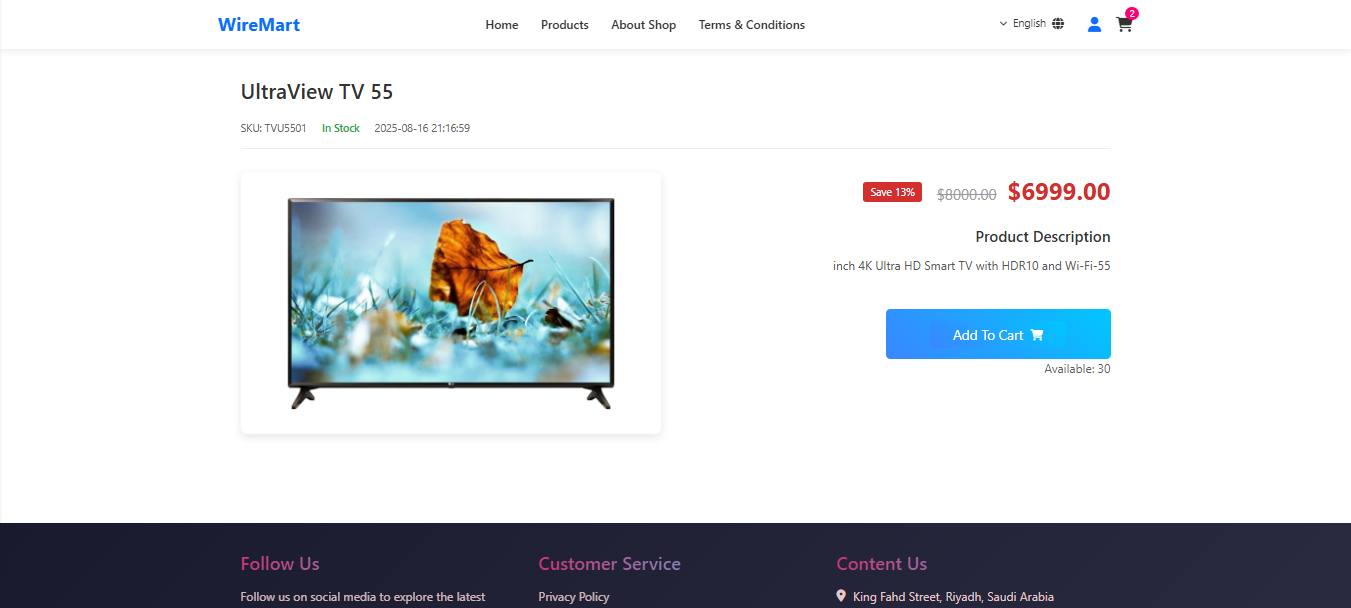 WireMart
Home Products About Shop Terms & Conditions
English
2
UltraView TV 55
SKU: TVU5501 In Stock 2025-08-16 21:16:59
Save 13% $8000.00 $6999.00
Product Description
inch 4K Ultra HD Smart TV with HDR10 and Wi-Fi-55
Add To Cart
Available: 30
Follow Us Customer Service Content Us
Follow us on social media to explore the latest Privacy Policy King Fahd Street, Riyadh, Saudi Arabia